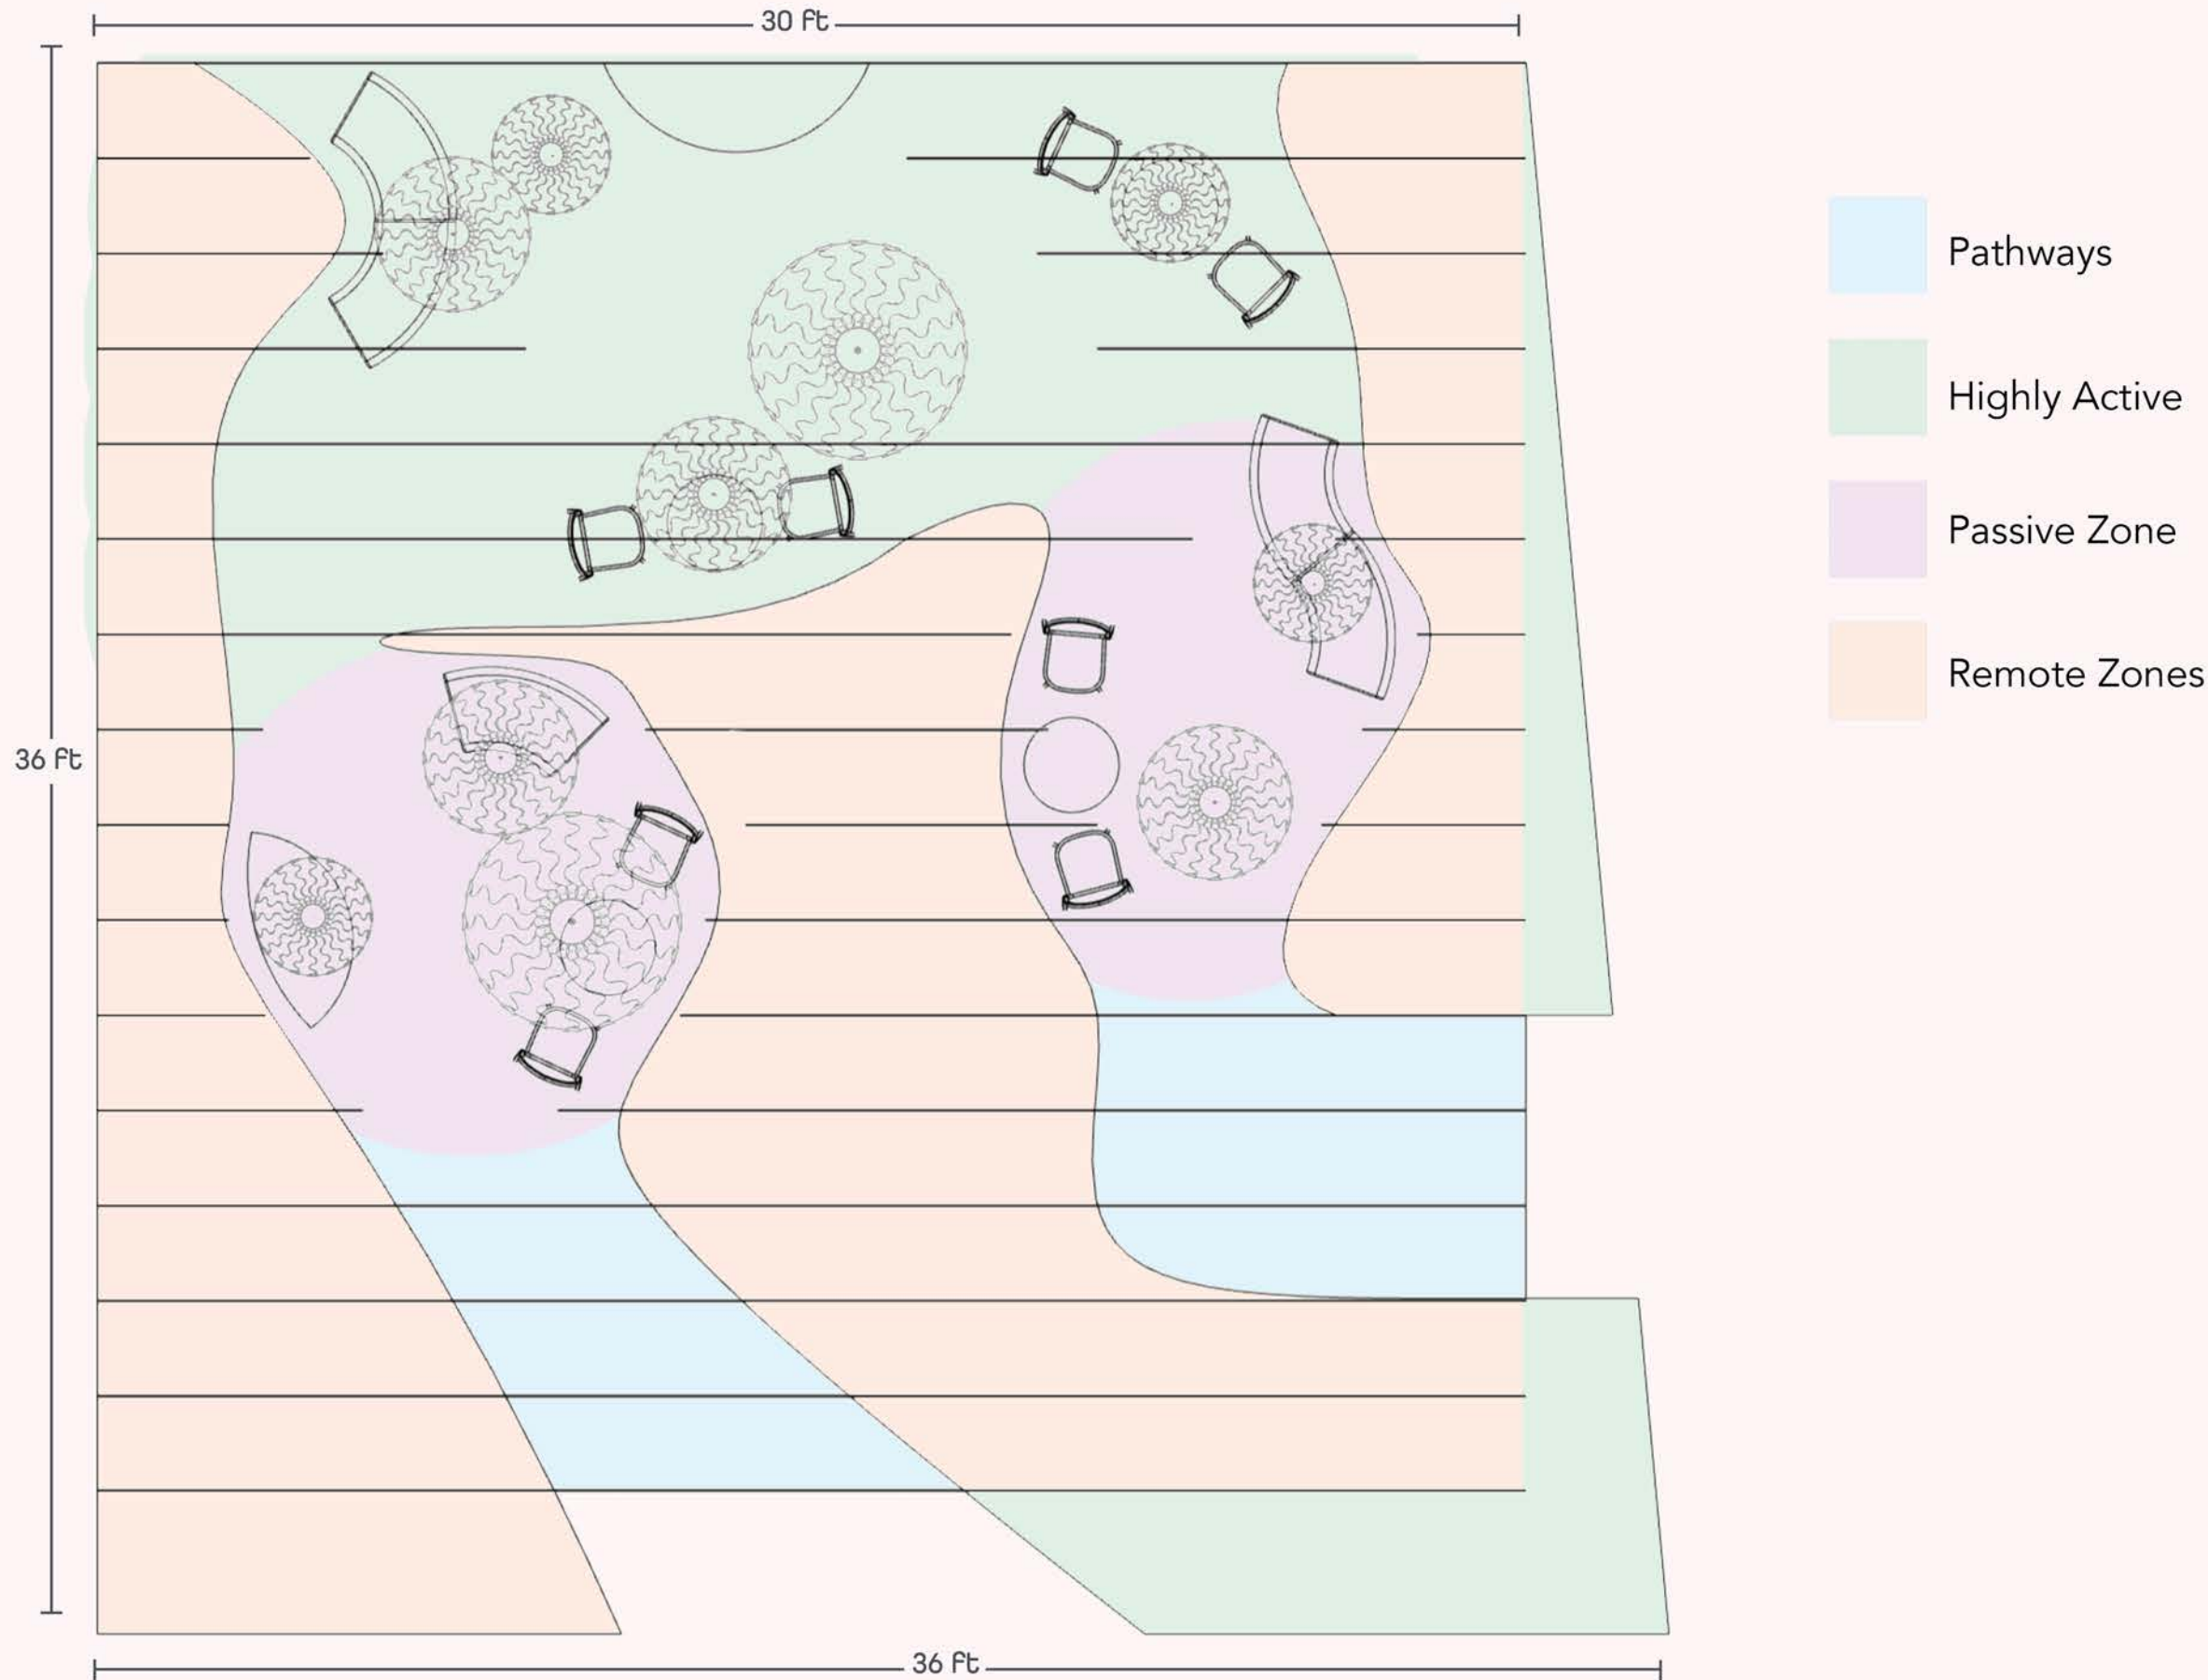 30 ft
36 ft
Pathways
Highly Active
Passive Zone
Remote Zones
36 ft